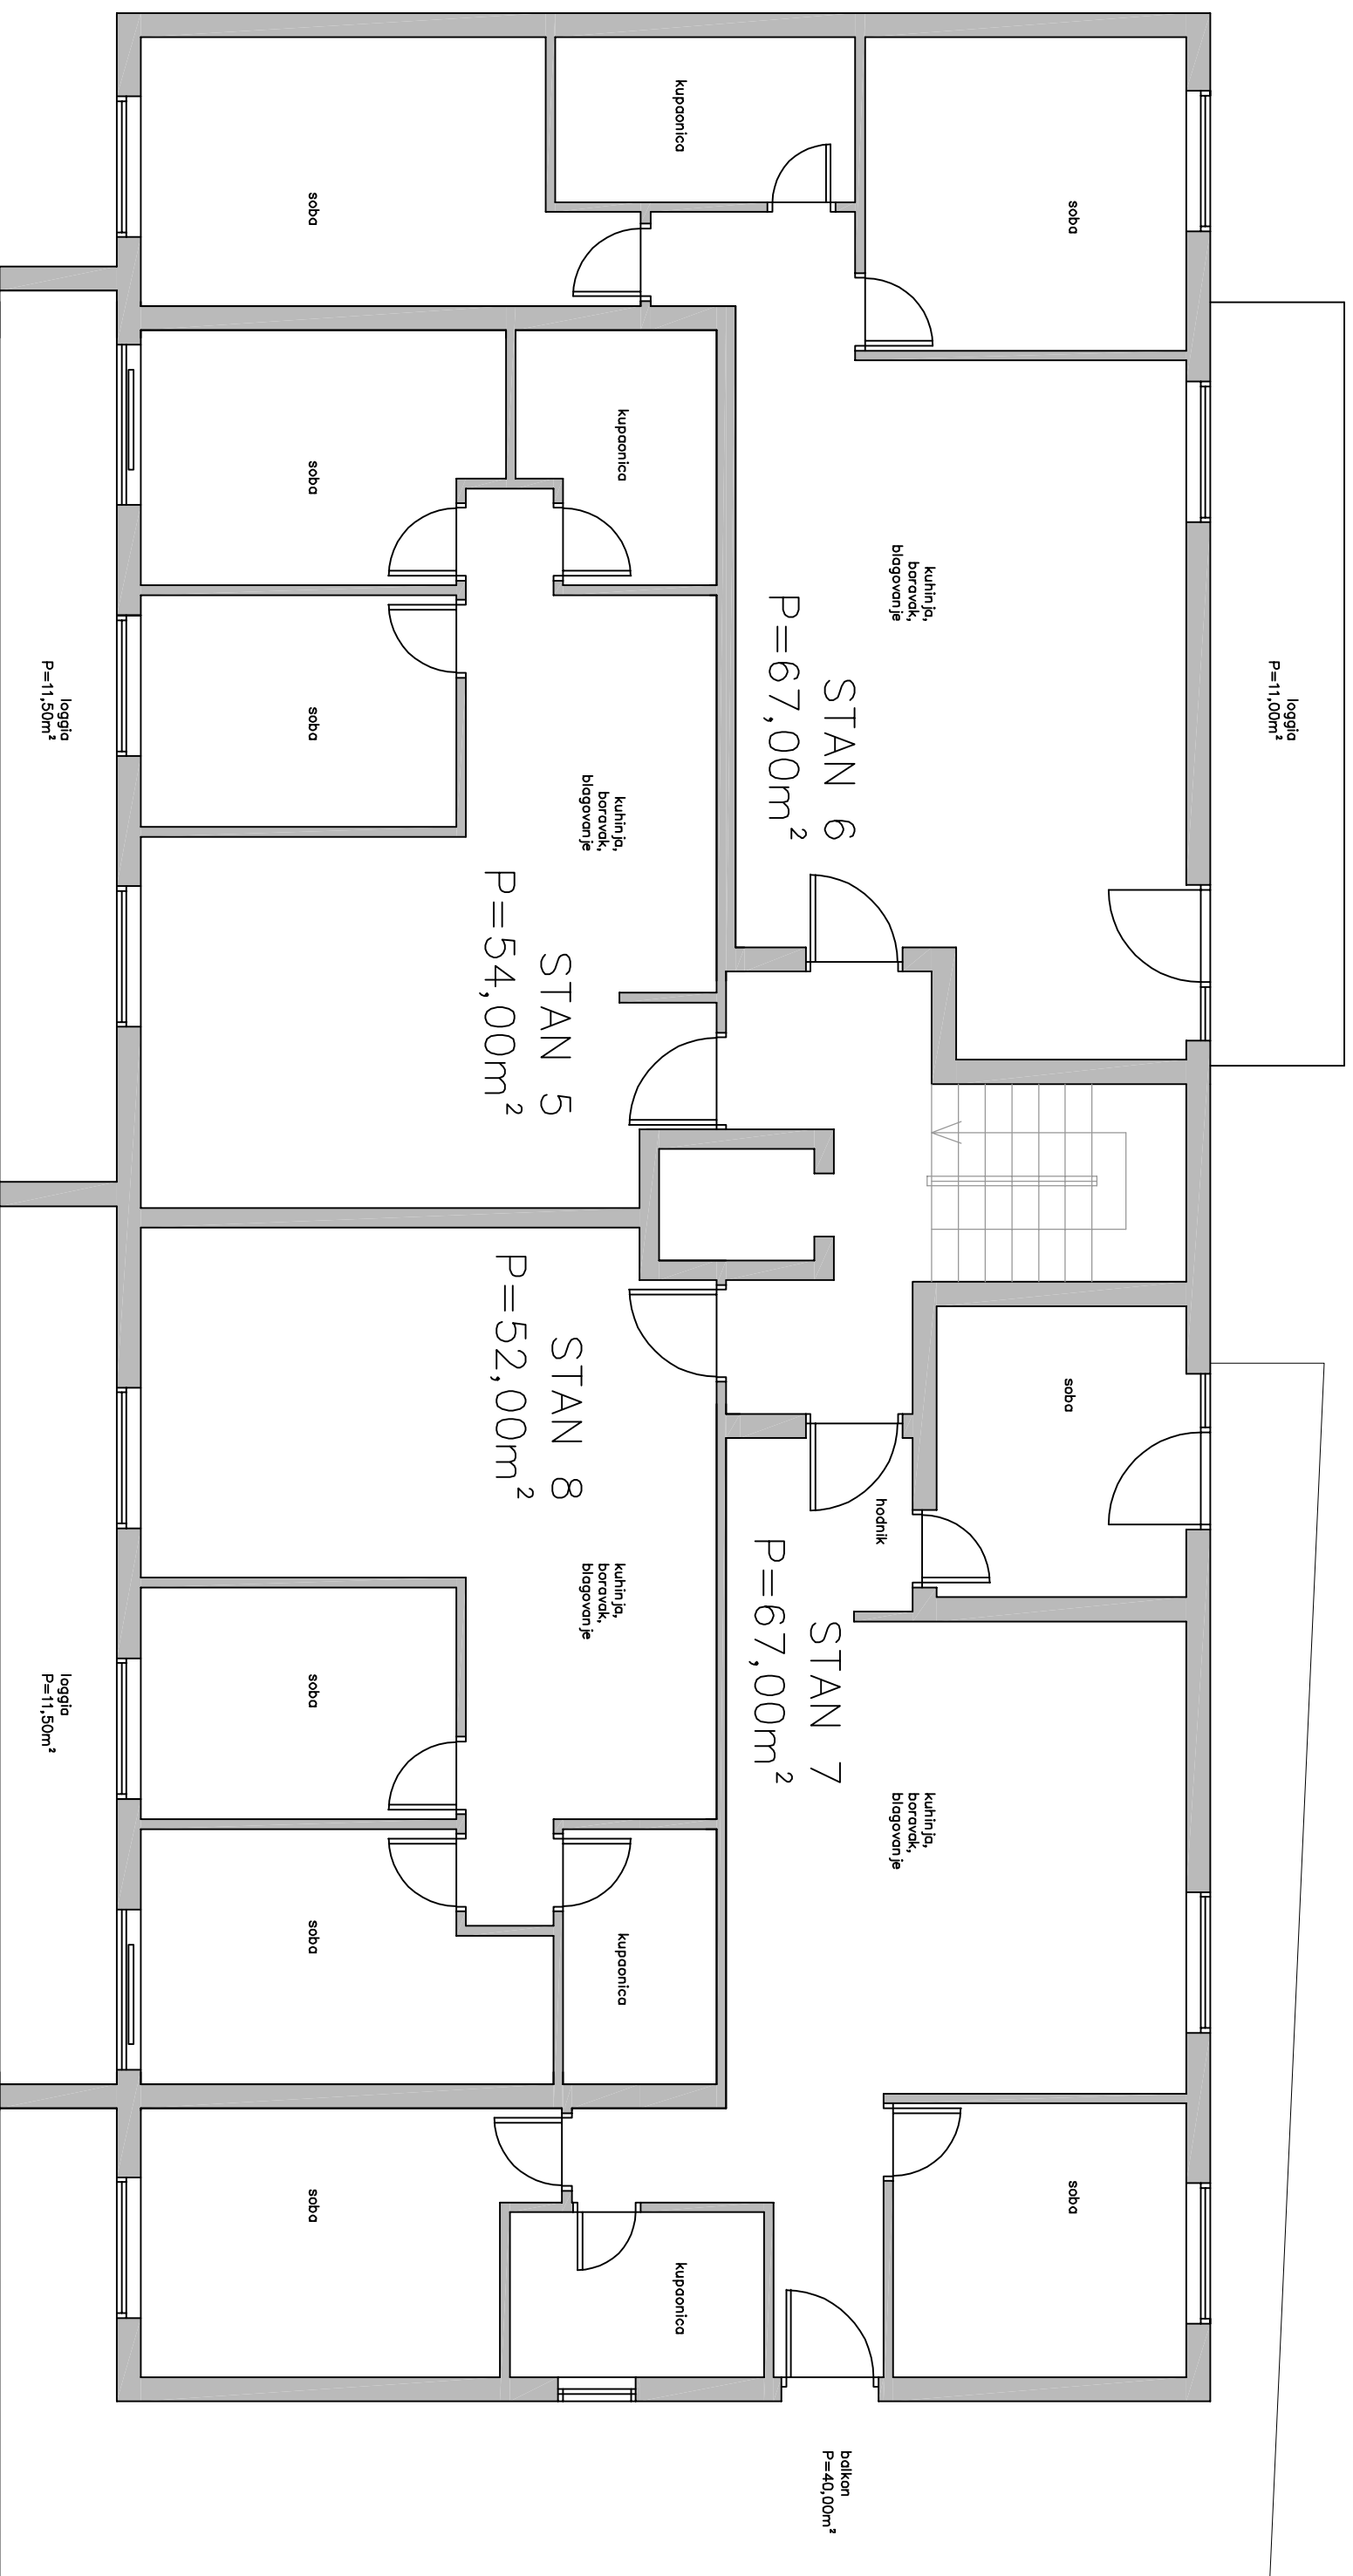 loggia
P=11,00m²
soba
kuhinja,
boravak,
blagovanje
kupaonica
STAN 6
P=67,00m²
soba
soba
hodnik
STAN 7
P=67,00m²
kuhinja,
boravak,
blagovanje
soba
kupaonica
soba
balkon
P=40,00m²
kupaonica
soba
soba
kuhinja,
boravak,
blagovanje
STAN 5
P=54,00m²
loggia
P=11,50m²
STAN 8
P=52,00m²
kuhinja,
boravak,
blagovanje
soba
soba
kupaonica
loggia
P=11,50m²